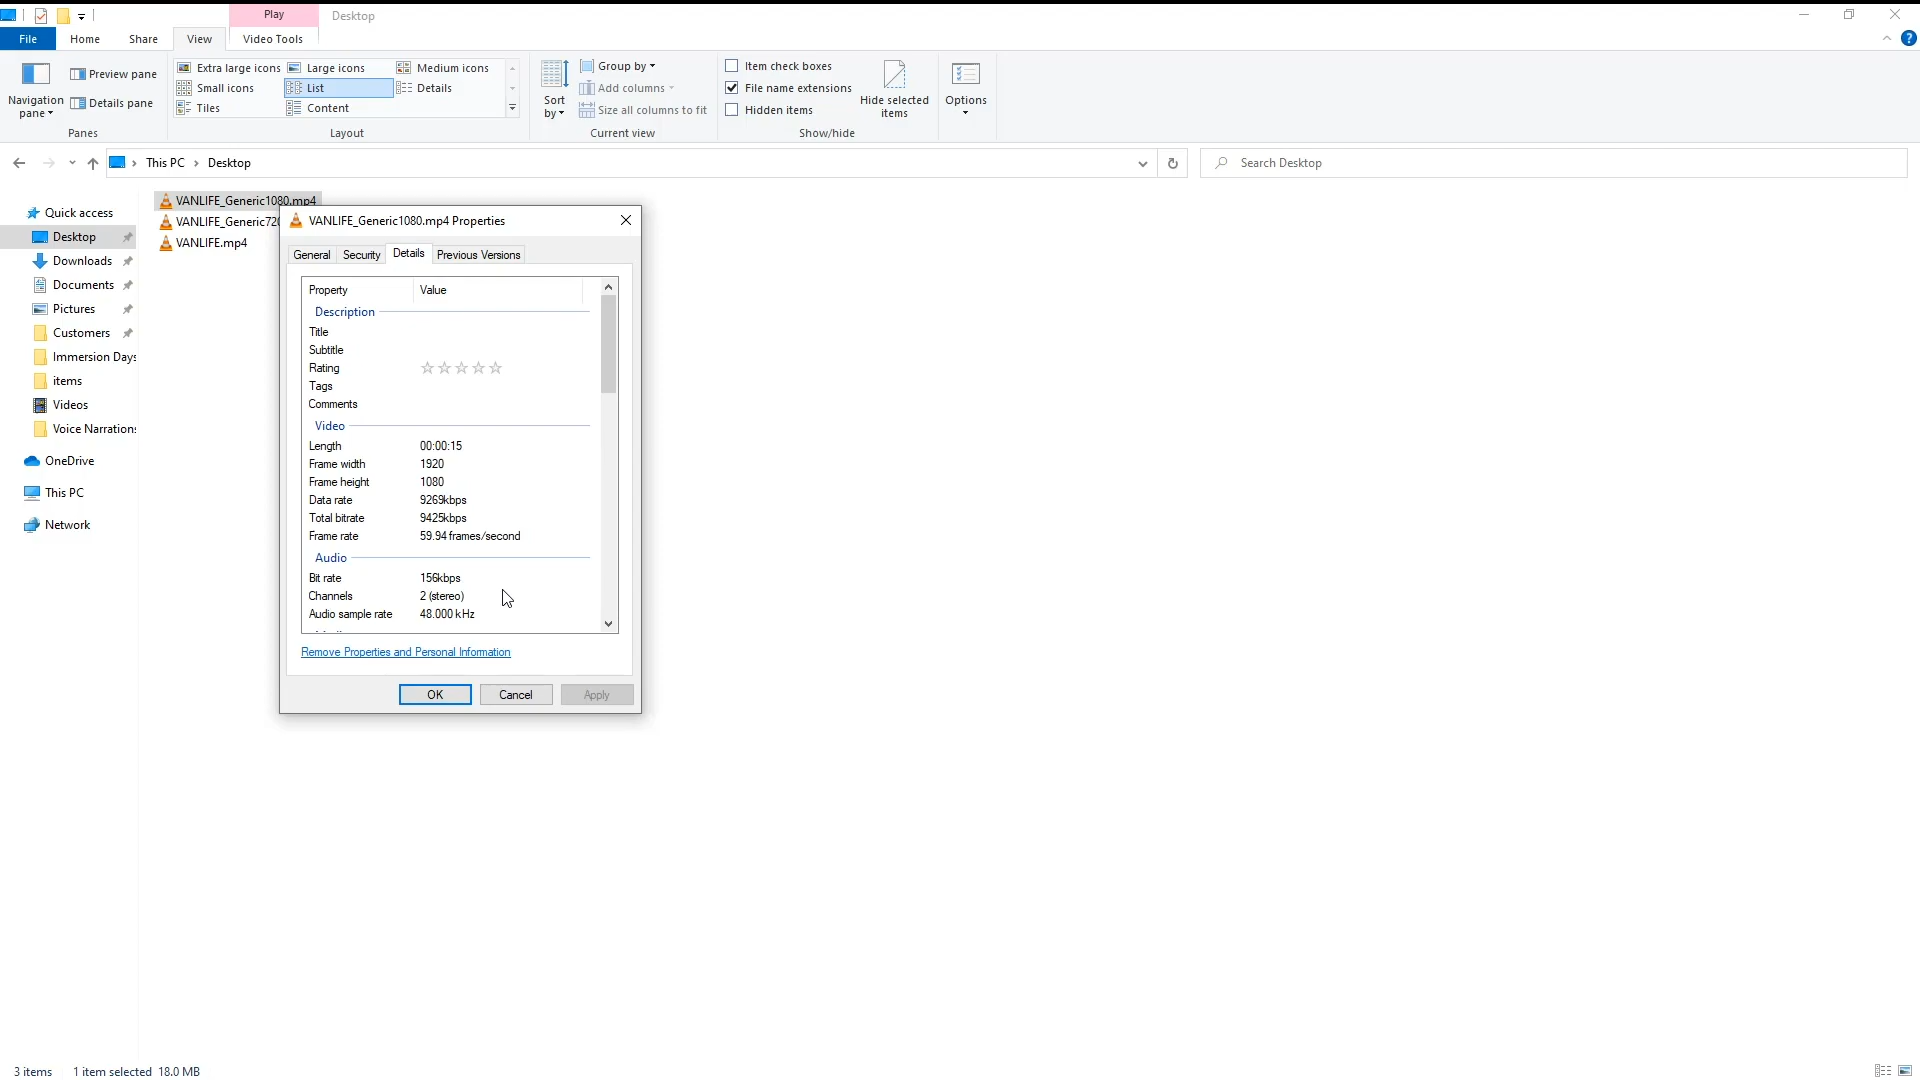 Play
Desktop
File
Home
Share
View
Video Tools
Navigation pane
Preview pane
Details pane
Panes
Extra large icons
Large icons
Medium icons
Small icons
List
Details
Tiles
Content
Layout
Sort by
Group by
Add columns
Size all columns to fit
Current view
Item check boxes
File name extensions
Hidden items
Hide selected items
Show/hide
Options
This PC > Desktop
Search Desktop
Quick access
Desktop
Downloads
Documents
Pictures
Customers
Immersion Days
items
Videos
Voice Narrations
OneDrive
This PC
Network
VANLIFE_Generic1080.mp4
VANLIFE_Generic720
VANLIFE.mp4
VANLIFE_Generic1080.mp4 Properties
General
Security
Details
Previous Versions
Property Value
Description
Title
Subtitle
Rating
Tags
Comments
Video
Length 00:00:15
Frame width 1920
Frame height 1080
Data rate 9269kbps
Total bitrate 9425kbps
Frame rate 59.94 frames/second
Audio
Bit rate 156kbps
Channels 2 (stereo)
Audio sample rate 48.000 kHz
Remove Properties and Personal Information
OK
Cancel
Apply
3 items 1 item selected 18.0 MB